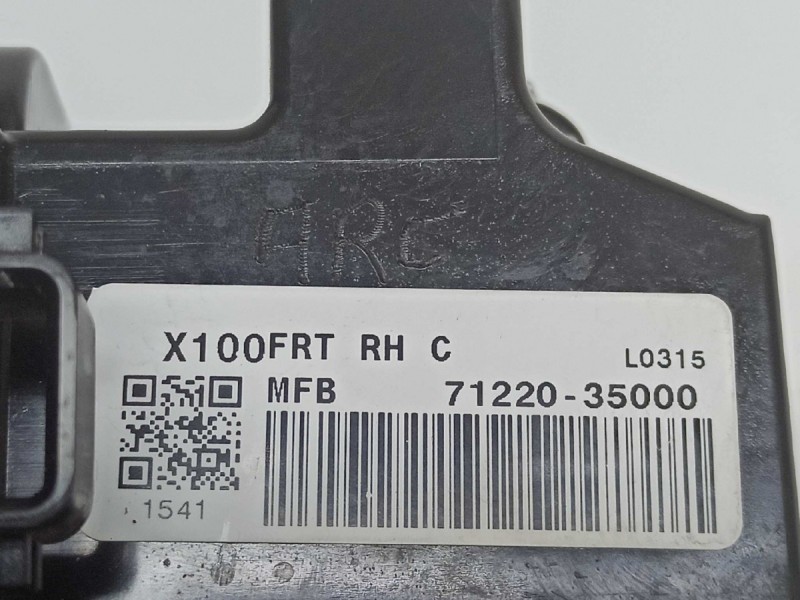 ARC
X100FRT RH C L0315
MFB 71220-35000
1541